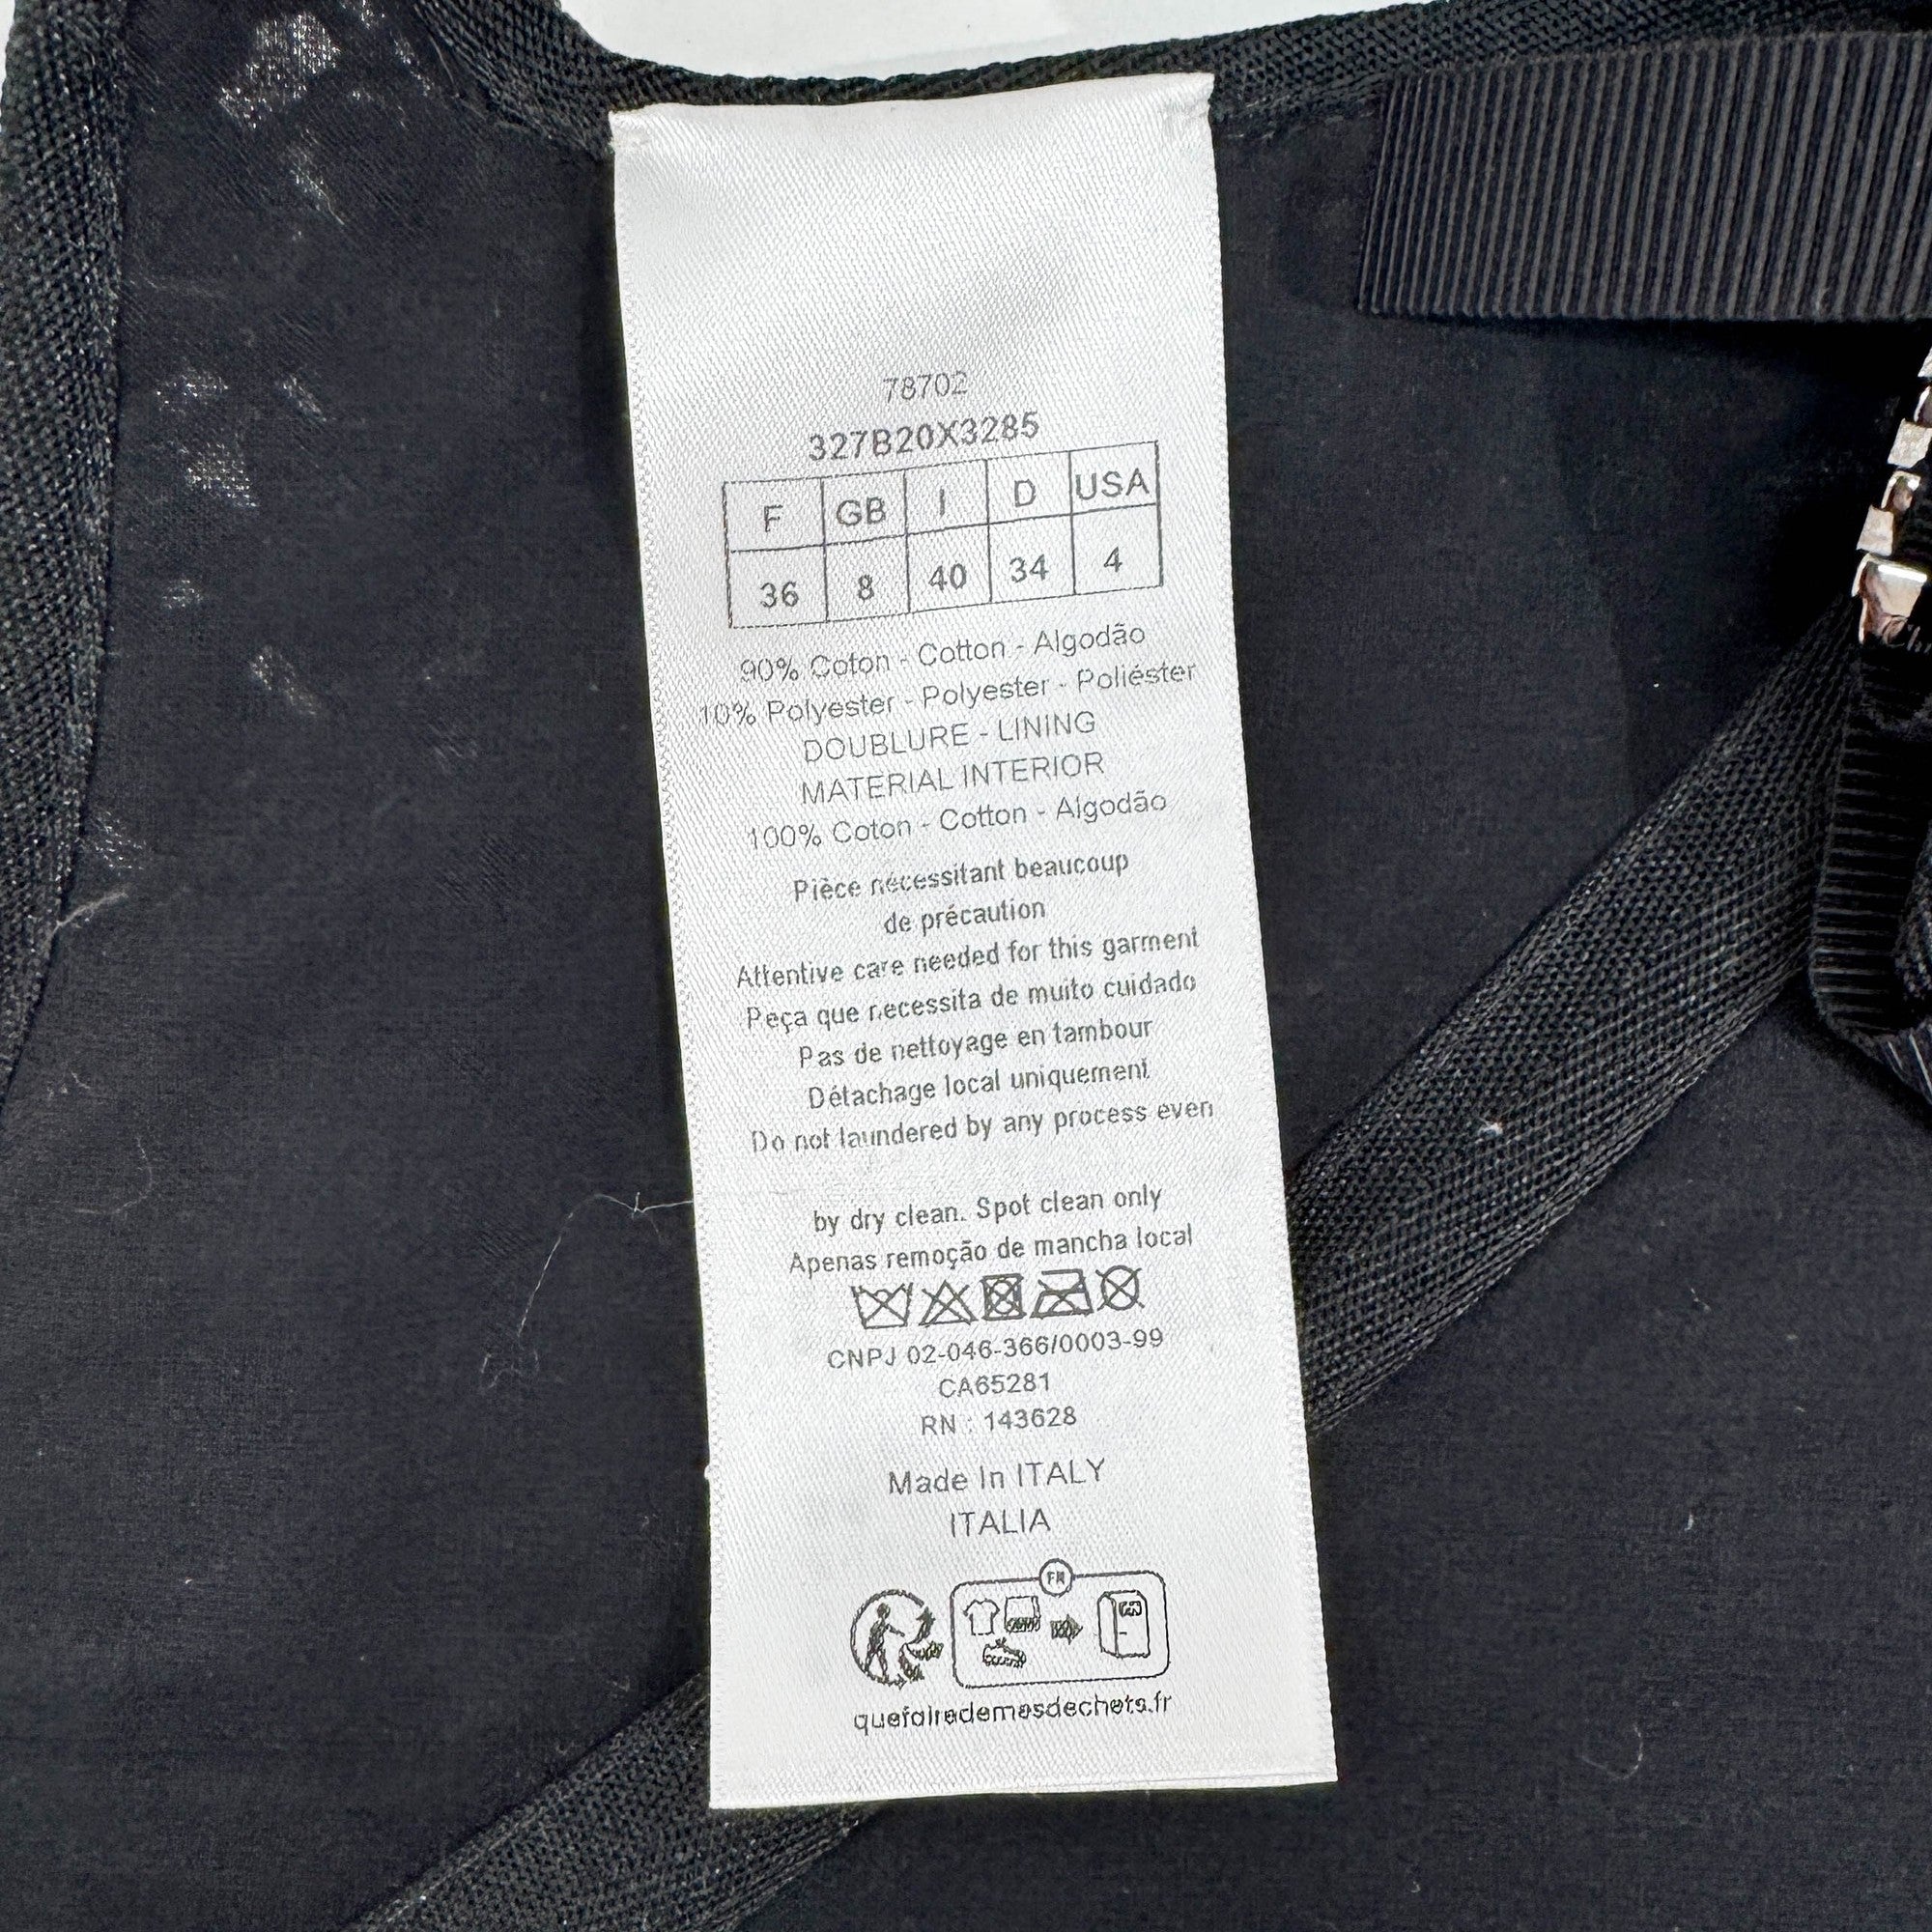 78702
327B20X3285
F GB I D USA
36 8 40 34 4
90% Coton - Cotton - Algodão
10% Polyester - Polyester - Poliéster
DOUBLURE - LINING
MATERIAL INTERIOR
100% Coton - Cotton - Algodão
Pièce nécessitant beaucoup
de précaution
Attentive care needed for this garment
Peça que necessita de muito cuidado
Pas de nettoyage en tambour
Détachage local uniquement
Do not laundered by any process even
by dry clean. Spot clean only
Apenas remoção de mancha local
CNPJ 02-046-366/0003-99
CA65281
RN : 143628
Made In ITALY
ITALIA
FR
quefairedemesdechets.fr